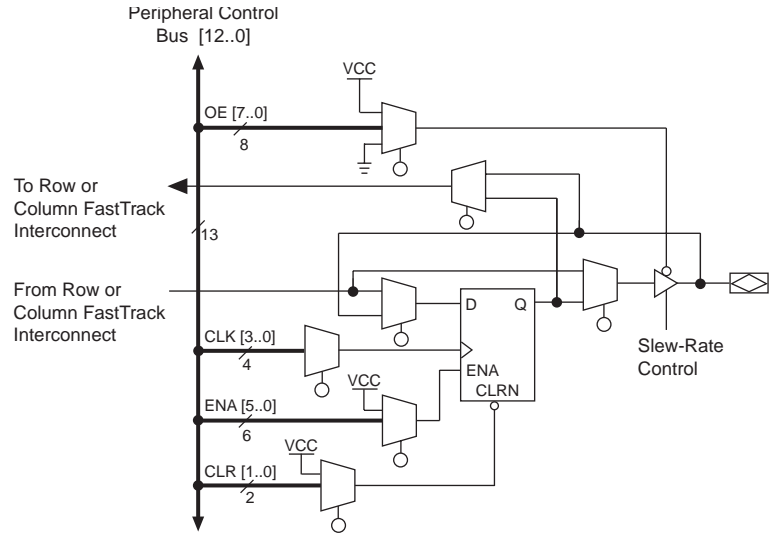 Peripheral Control
Bus [12..0]
VCC
OE [7..0]
8
To Row or
Column FastTrack
Interconnect
13
From Row or
Column FastTrack
Interconnect
D
Q
CLK [3..0]
4
ENA
CLRN
Slew-Rate
Control
VCC
ENA [5..0]
6
VCC
CLR [1..0]
2